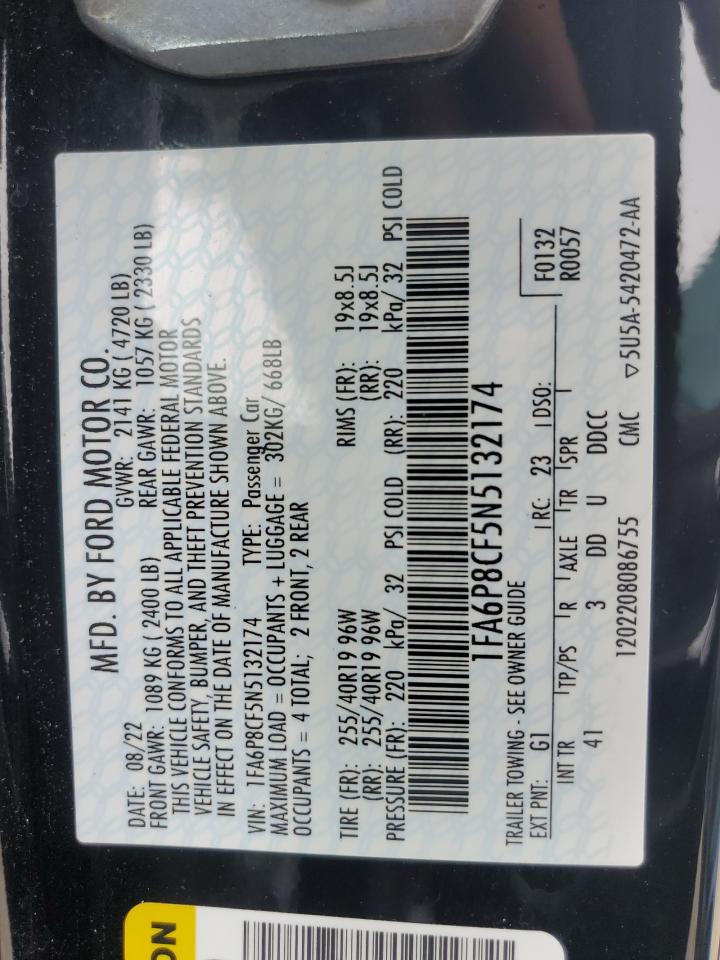 MFD. BY FORD MOTOR CO.
DATE: 08/22 GVWR: 2141 KG ( 4720 LB)
FRONT GAWR: 1089 KG ( 2400 LB) REAR GAWR: 1057 KG ( 2330 LB)
THIS VEHICLE CONFORMS TO ALL APPLICABLE FEDERAL MOTOR
VEHICLE SAFETY, BUMPER, AND THEFT PREVENTION STANDARDS
IN EFFECT ON THE DATE OF MANUFACTURE SHOWN ABOVE.
VIN: 1FA6P8CF5N5132174 TYPE: Passenger Car
MAXIMUM LOAD = OCCUPANTS + LUGGAGE = 302KG/ 668LB
OCCUPANTS = 4 TOTAL; 2 FRONT, 2 REAR
TIRE (FR): 255/40R19 96W RIMS (FR): 19x8.5J
(RR): 255/40R19 96W (RR): 19x8.5J
PRESSURE (FR): 220 kPa/ 32 PSI COLD (RR): 220 kPa/ 32 PSI COLD
1FA6P8CF5N5132174
TRAILER TOWING - SEE OWNER GUIDE
F0132
EXT PNT: G1 RC: 23 DSO: R0057
INT TR TP/PS R AXLE TR SPR
41 3 DD U DDCC
1202208086755 CMC ▽5U5A-5420472-AA
ON